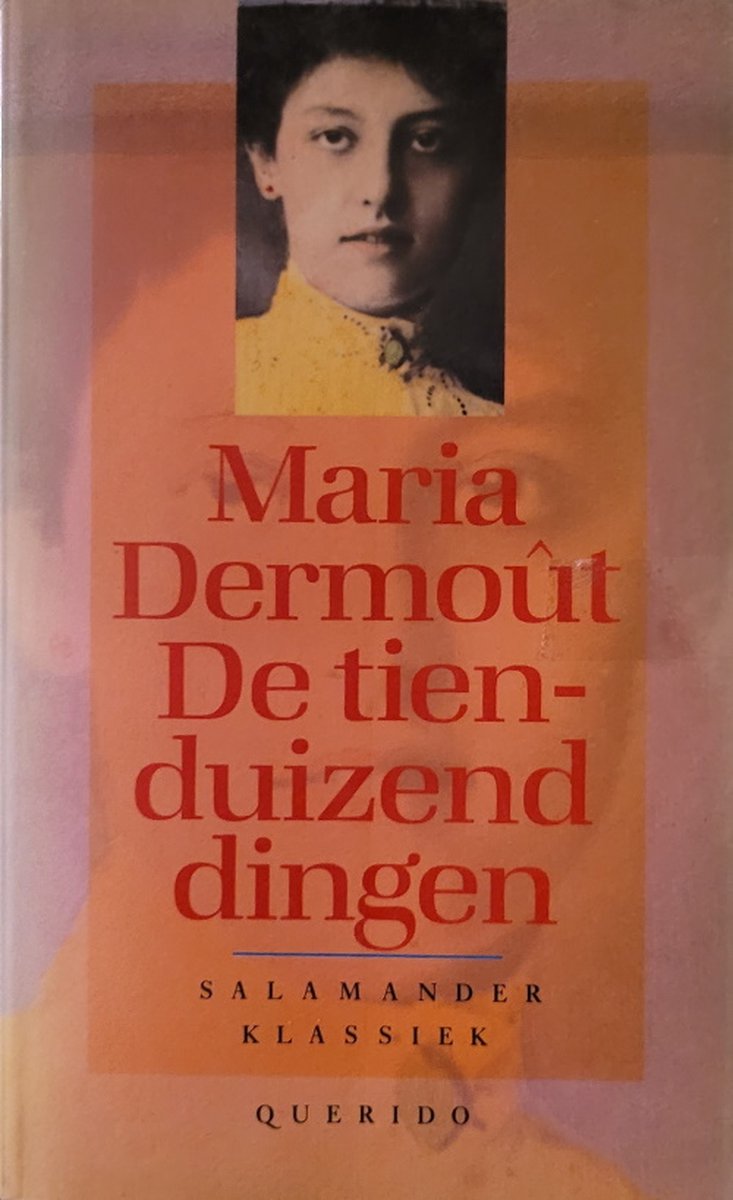 Maria
Dermoût
De tien-
duizend
dingen
SALAMANDER
KLASSIEK
QUERIDO